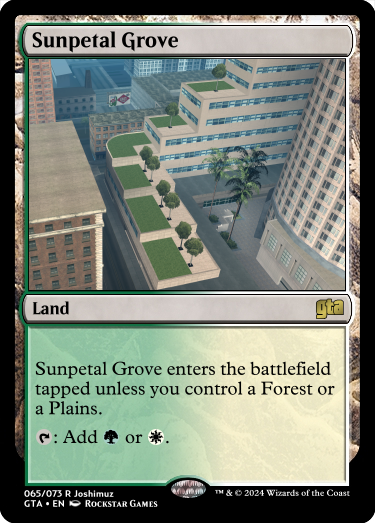 Sunpetal Grove
Land
gta
Sunpetal Grove enters the battlefield
tapped unless you control a Forest or
a Plains.
: Add or .
065/073 R Joshimuz
GTA • EN Rockstar Games
™ & © 2024 Wizards of the Coast